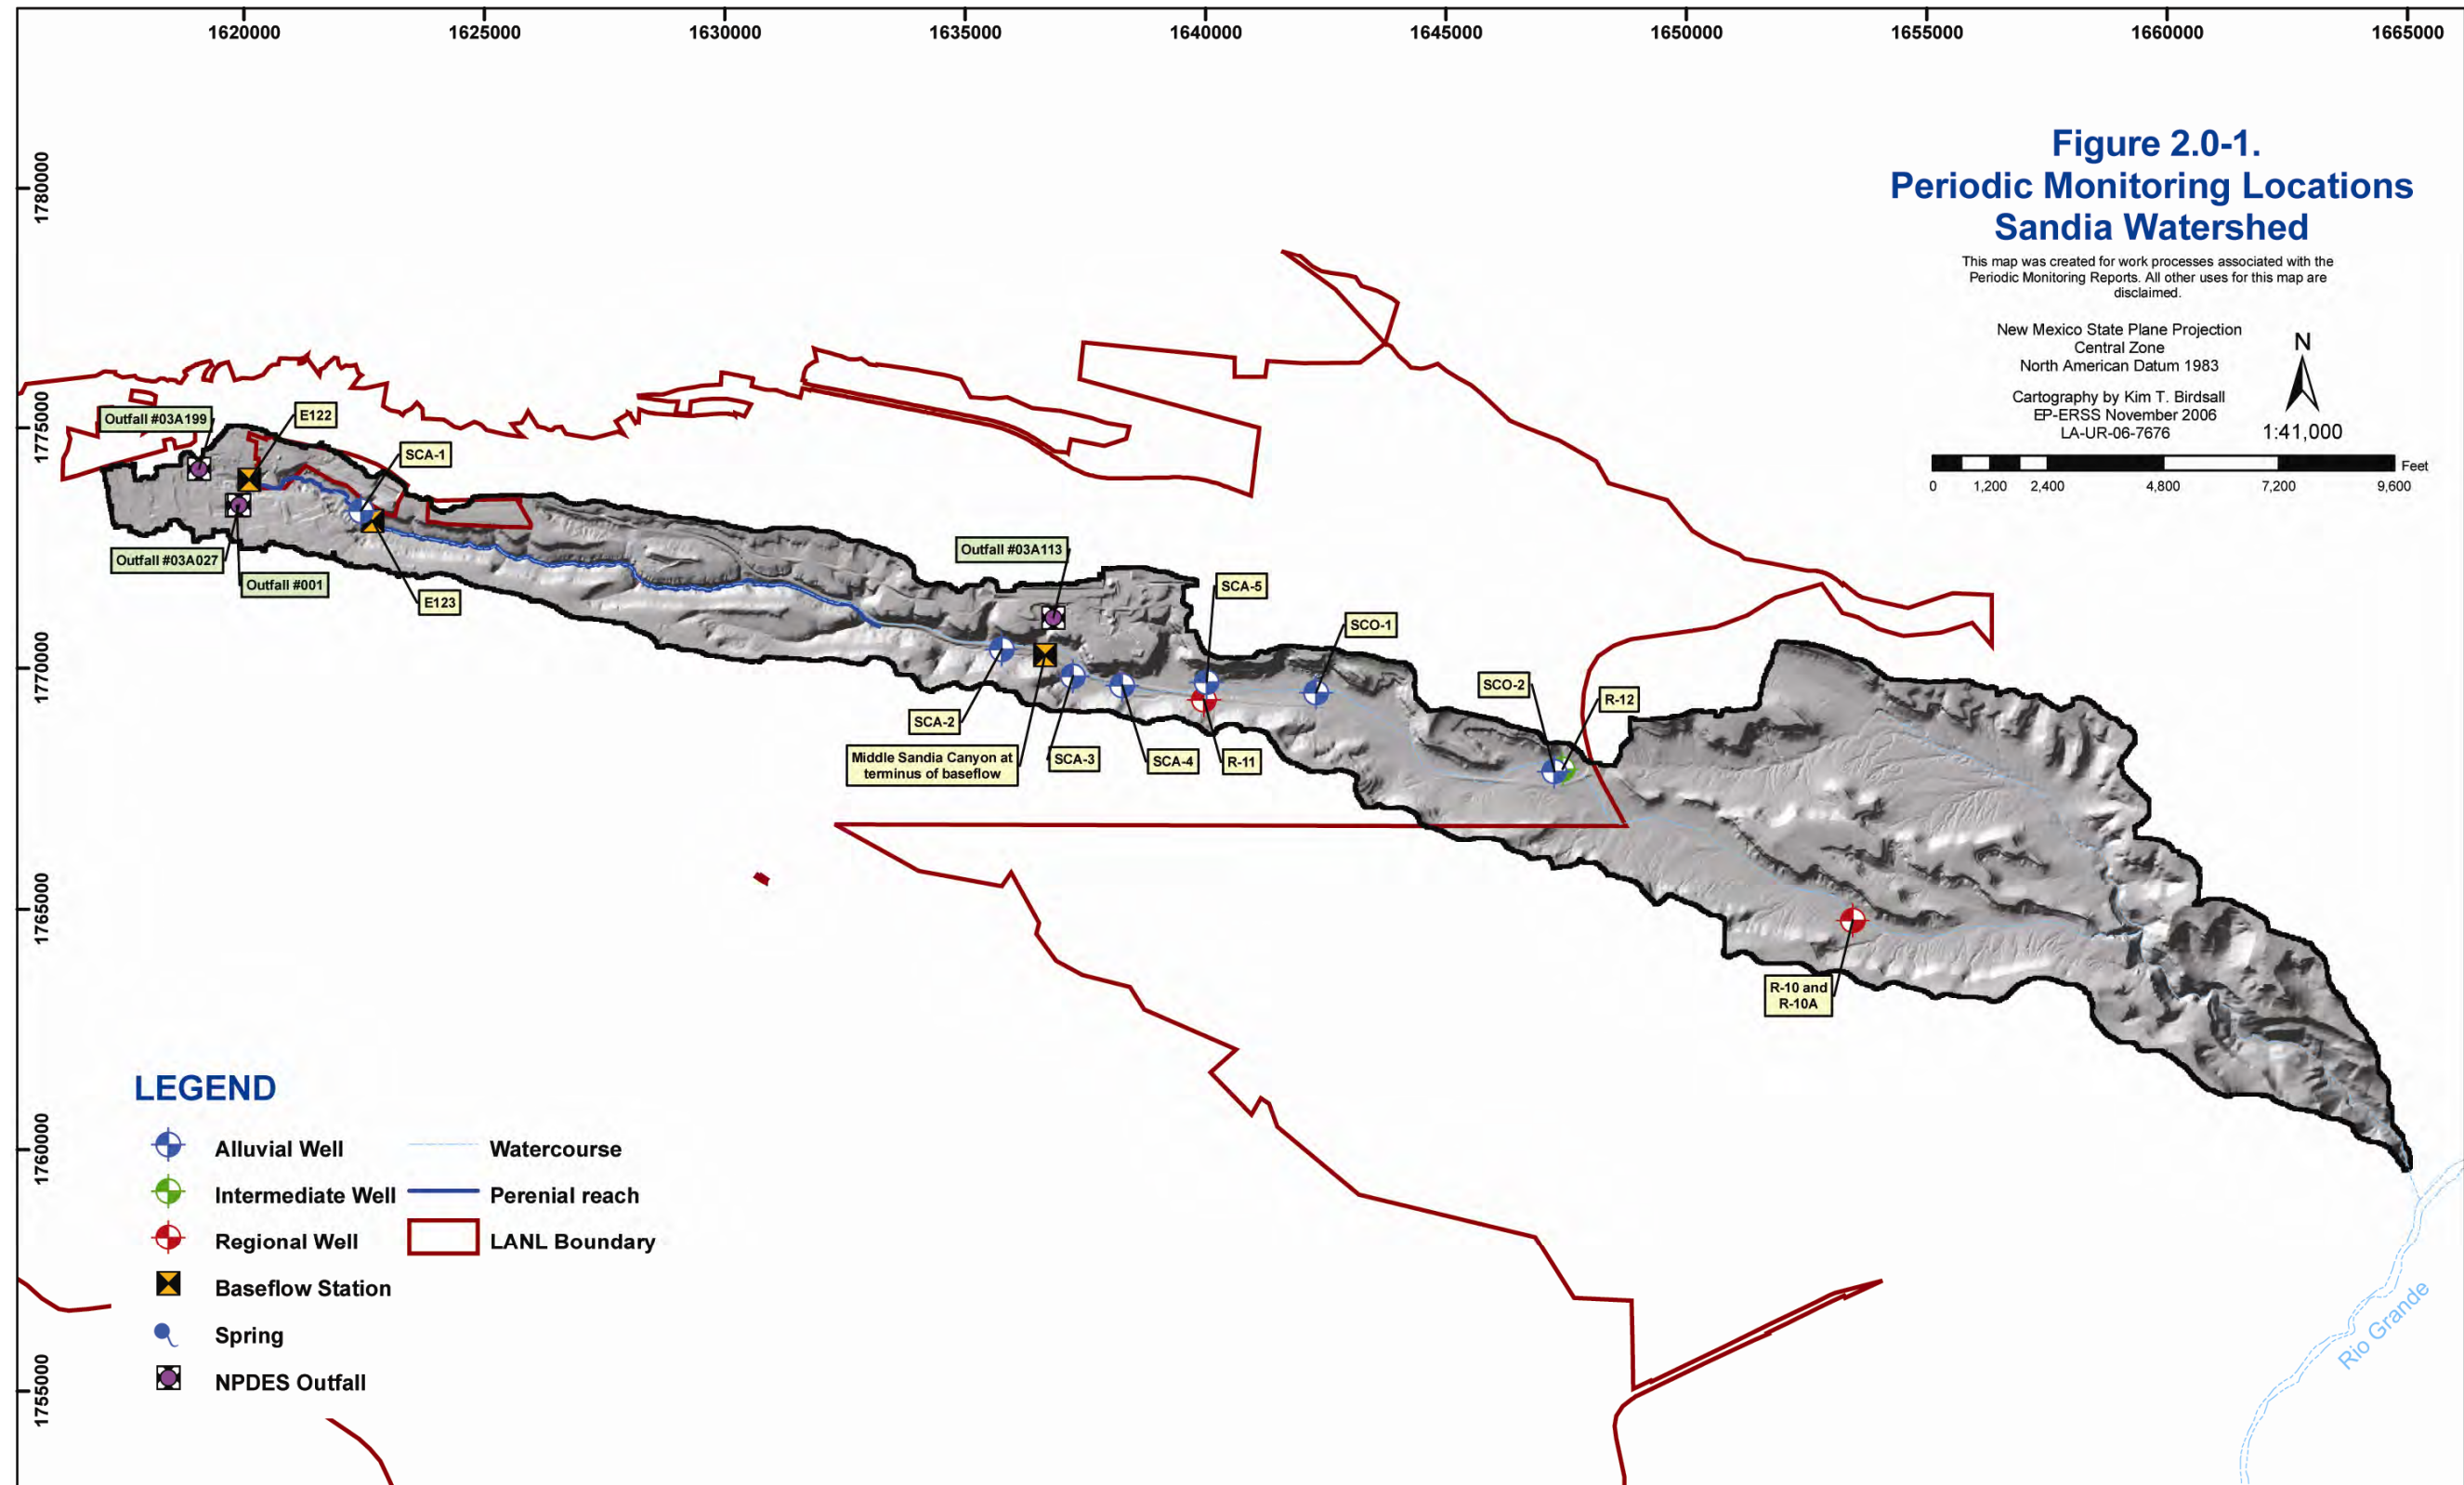 1620000
1625000
1630000
1635000
1640000
1645000
1650000
1655000
1660000
1665000
1780000
1775000
1770000
1765000
1760000
1755000
Figure 2.0-1.
Periodic Monitoring Locations
Sandia Watershed
This map was created for work processes associated with the
Periodic Monitoring Reports. All other uses for this map are
disclaimed.
New Mexico State Plane Projection
Central Zone
North American Datum 1983
Cartography by Kim T. Birdsall
EP-ERSS November 2006
LA-UR-06-7676
N
1:41,000
Feet
0
1,200
2,400
4,800
7,200
9,600
Outfall #03A199
E122
SCA-1
Outfall #03A027
Outfall #001
E123
Outfall #03A113
SCA-5
SCO-1
SCO-2
R-12
SCA-2
Middle Sandia Canyon at
terminus of baseflow
SCA-3
SCA-4
R-11
R-10 and
R-10A
LEGEND
Alluvial Well
Intermediate Well
Regional Well
Baseflow Station
Spring
NPDES Outfall
Watercourse
Perenial reach
LANL Boundary
Rio Grande